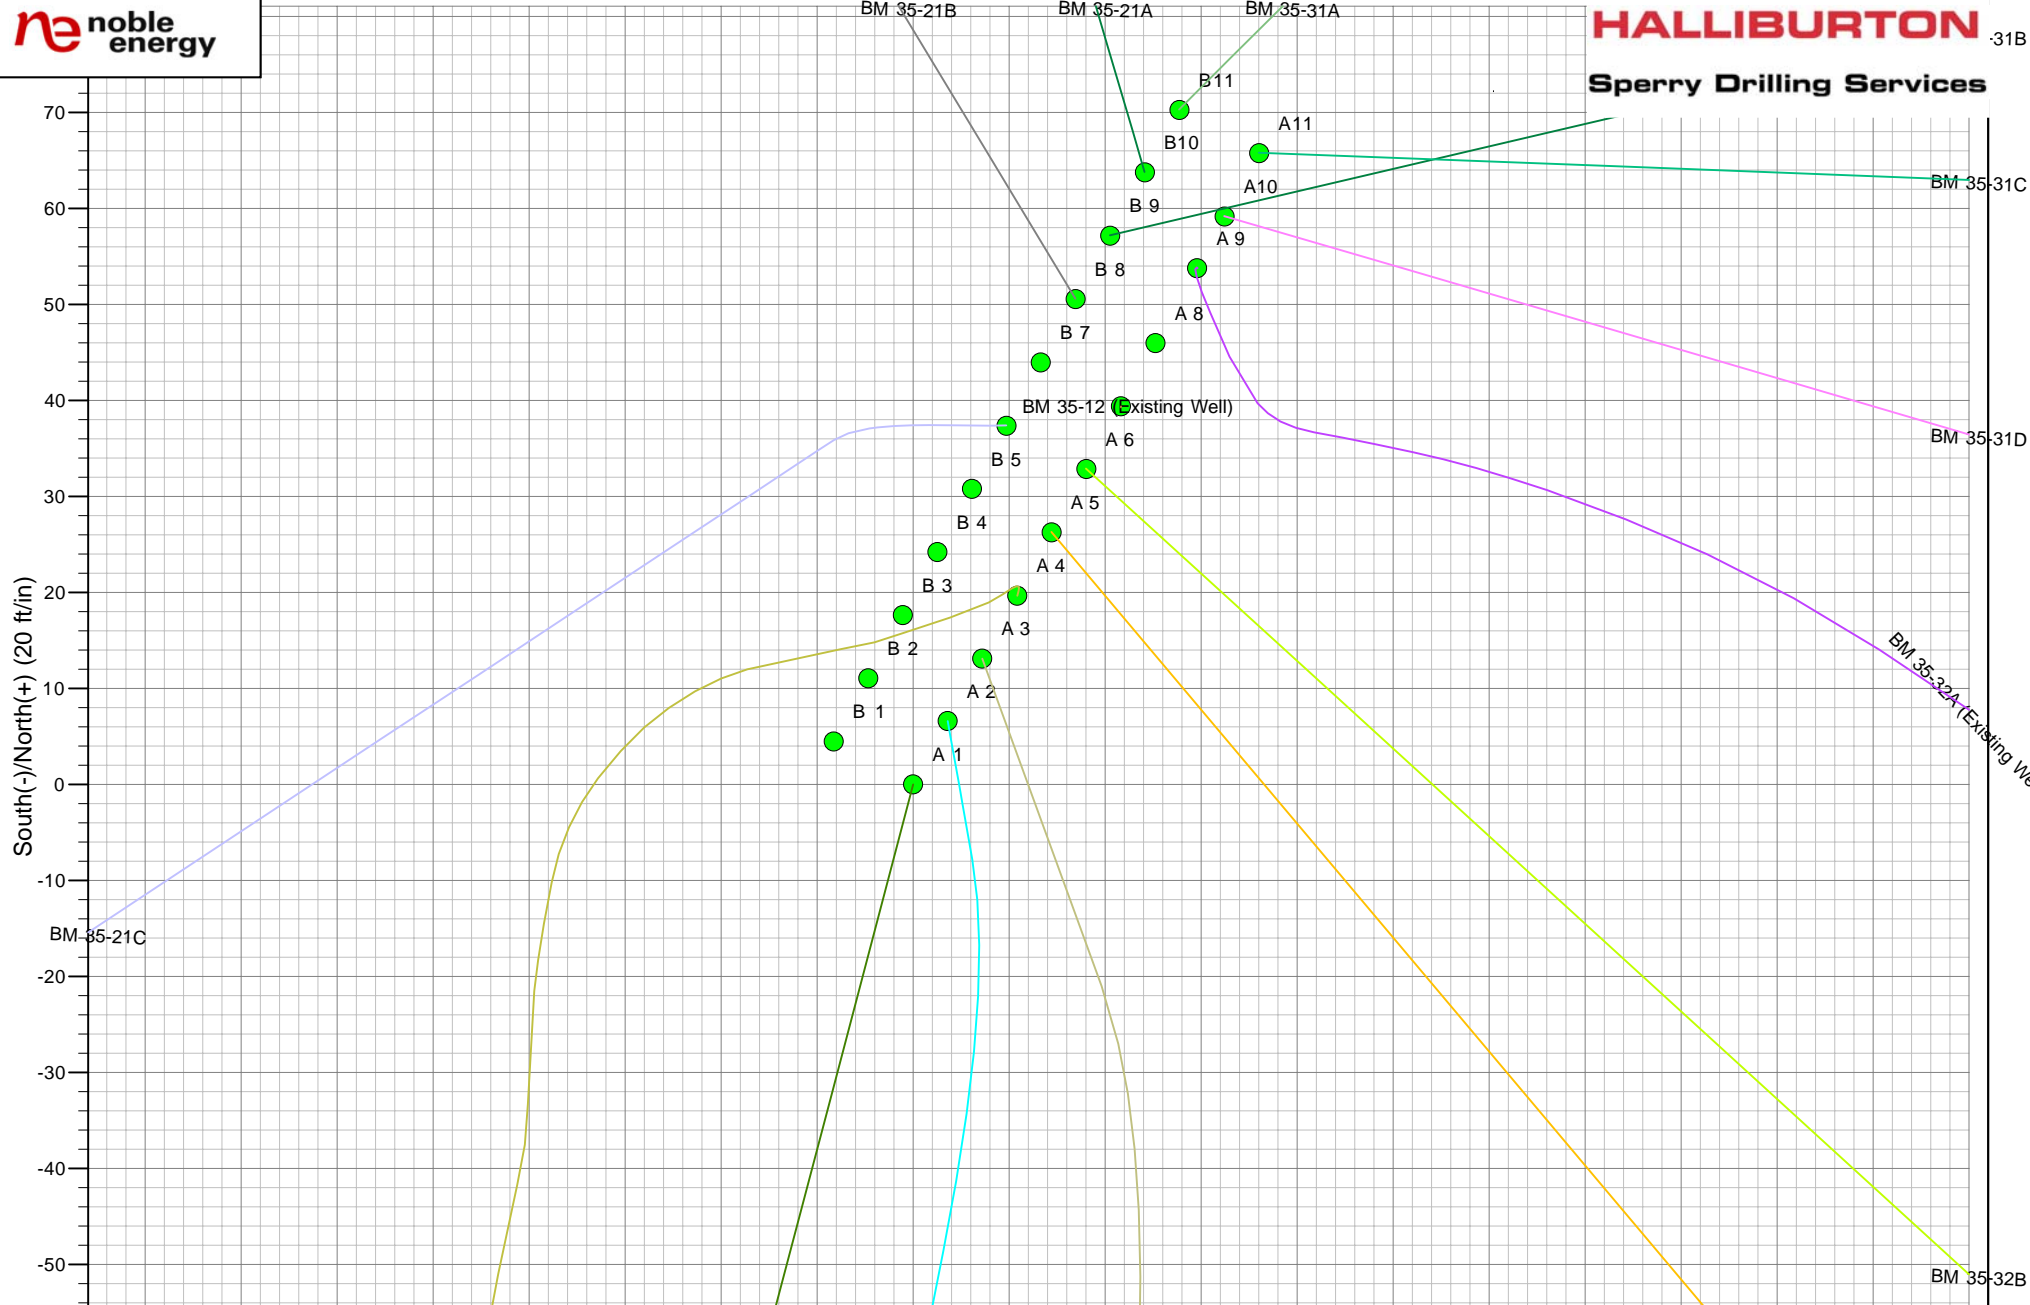 noble
energy
BM 35-21B
BM 35-21A
BM 35-31A
HALLIBURTON
-31B
Sperry Drilling Services
B11
70
A11
B10
BM 35-31C
A10
60
B 9
A 9
B 8
50
A 8
B 7
40
BM 35-12 (Existing Well)
A 6
BM 35-31D
B 5
30
A 5
B 4
A 4
B 3
20
A 3
B 2
BM 35-32A (Existing We
10
A 2
B 1
A 1
0
South(-)/North(+) (20 ft/in)
-10
BM 35-21C
-20
-30
-40
-50
BM 35-32B